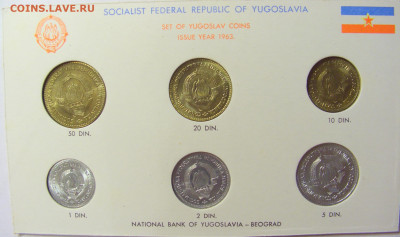 COINS.LAVE.RU
SOCIALIST FEDERAL REPUBLIC OF YUGOSLAVIA
SET OF YUGOSLAV COINS
ISSUE YEAR 1963.
50 DIN.
20 DIN.
10 DIN.
1 DIN.
2 DIN.
5 DIN.
NATIONAL BANK OF YUGOSLAVIA – BEOGRAD